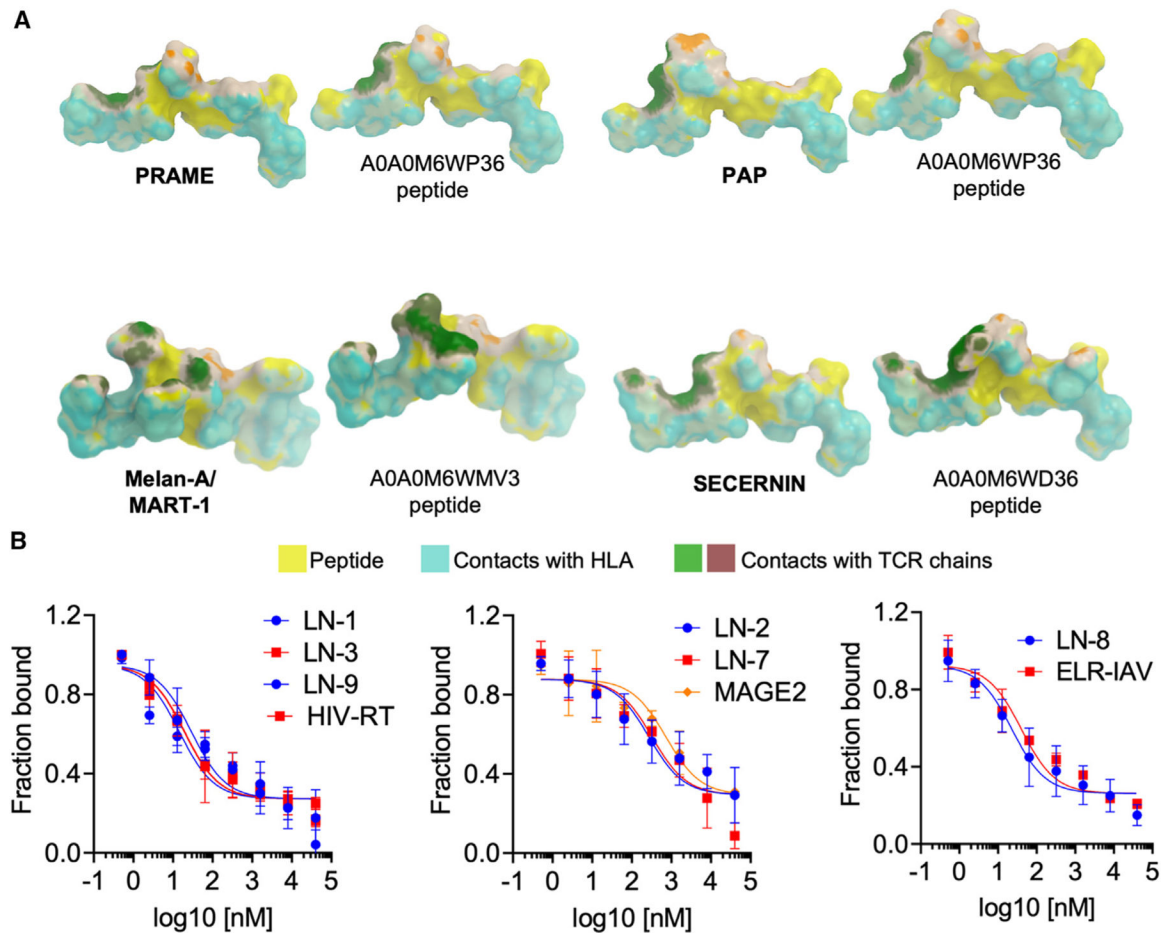 A
PRAME
A0A0M6WP36
peptide
PAP
A0A0M6WP36
peptide
Melan-A/
MART-1
A0A0M6WMV3
peptide
SECERNIN
A0A0M6WD36
peptide
B
Peptide
Contacts with HLA
Contacts with TCR chains
Fraction bound
1.2
0.8
0.4
0.0
-1 0 1 2 3 4 5
log10 [nM]
LN-1
LN-3
LN-9
HIV-RT
Fraction bound
1.2
0.8
0.4
0.0
-1 0 1 2 3 4 5
log10 [nM]
LN-2
LN-7
MAGE2
Fraction bound
1.2
0.8
0.4
0.0
-1 0 1 2 3 4 5
log10 [nM]
LN-8
ELR-IAV